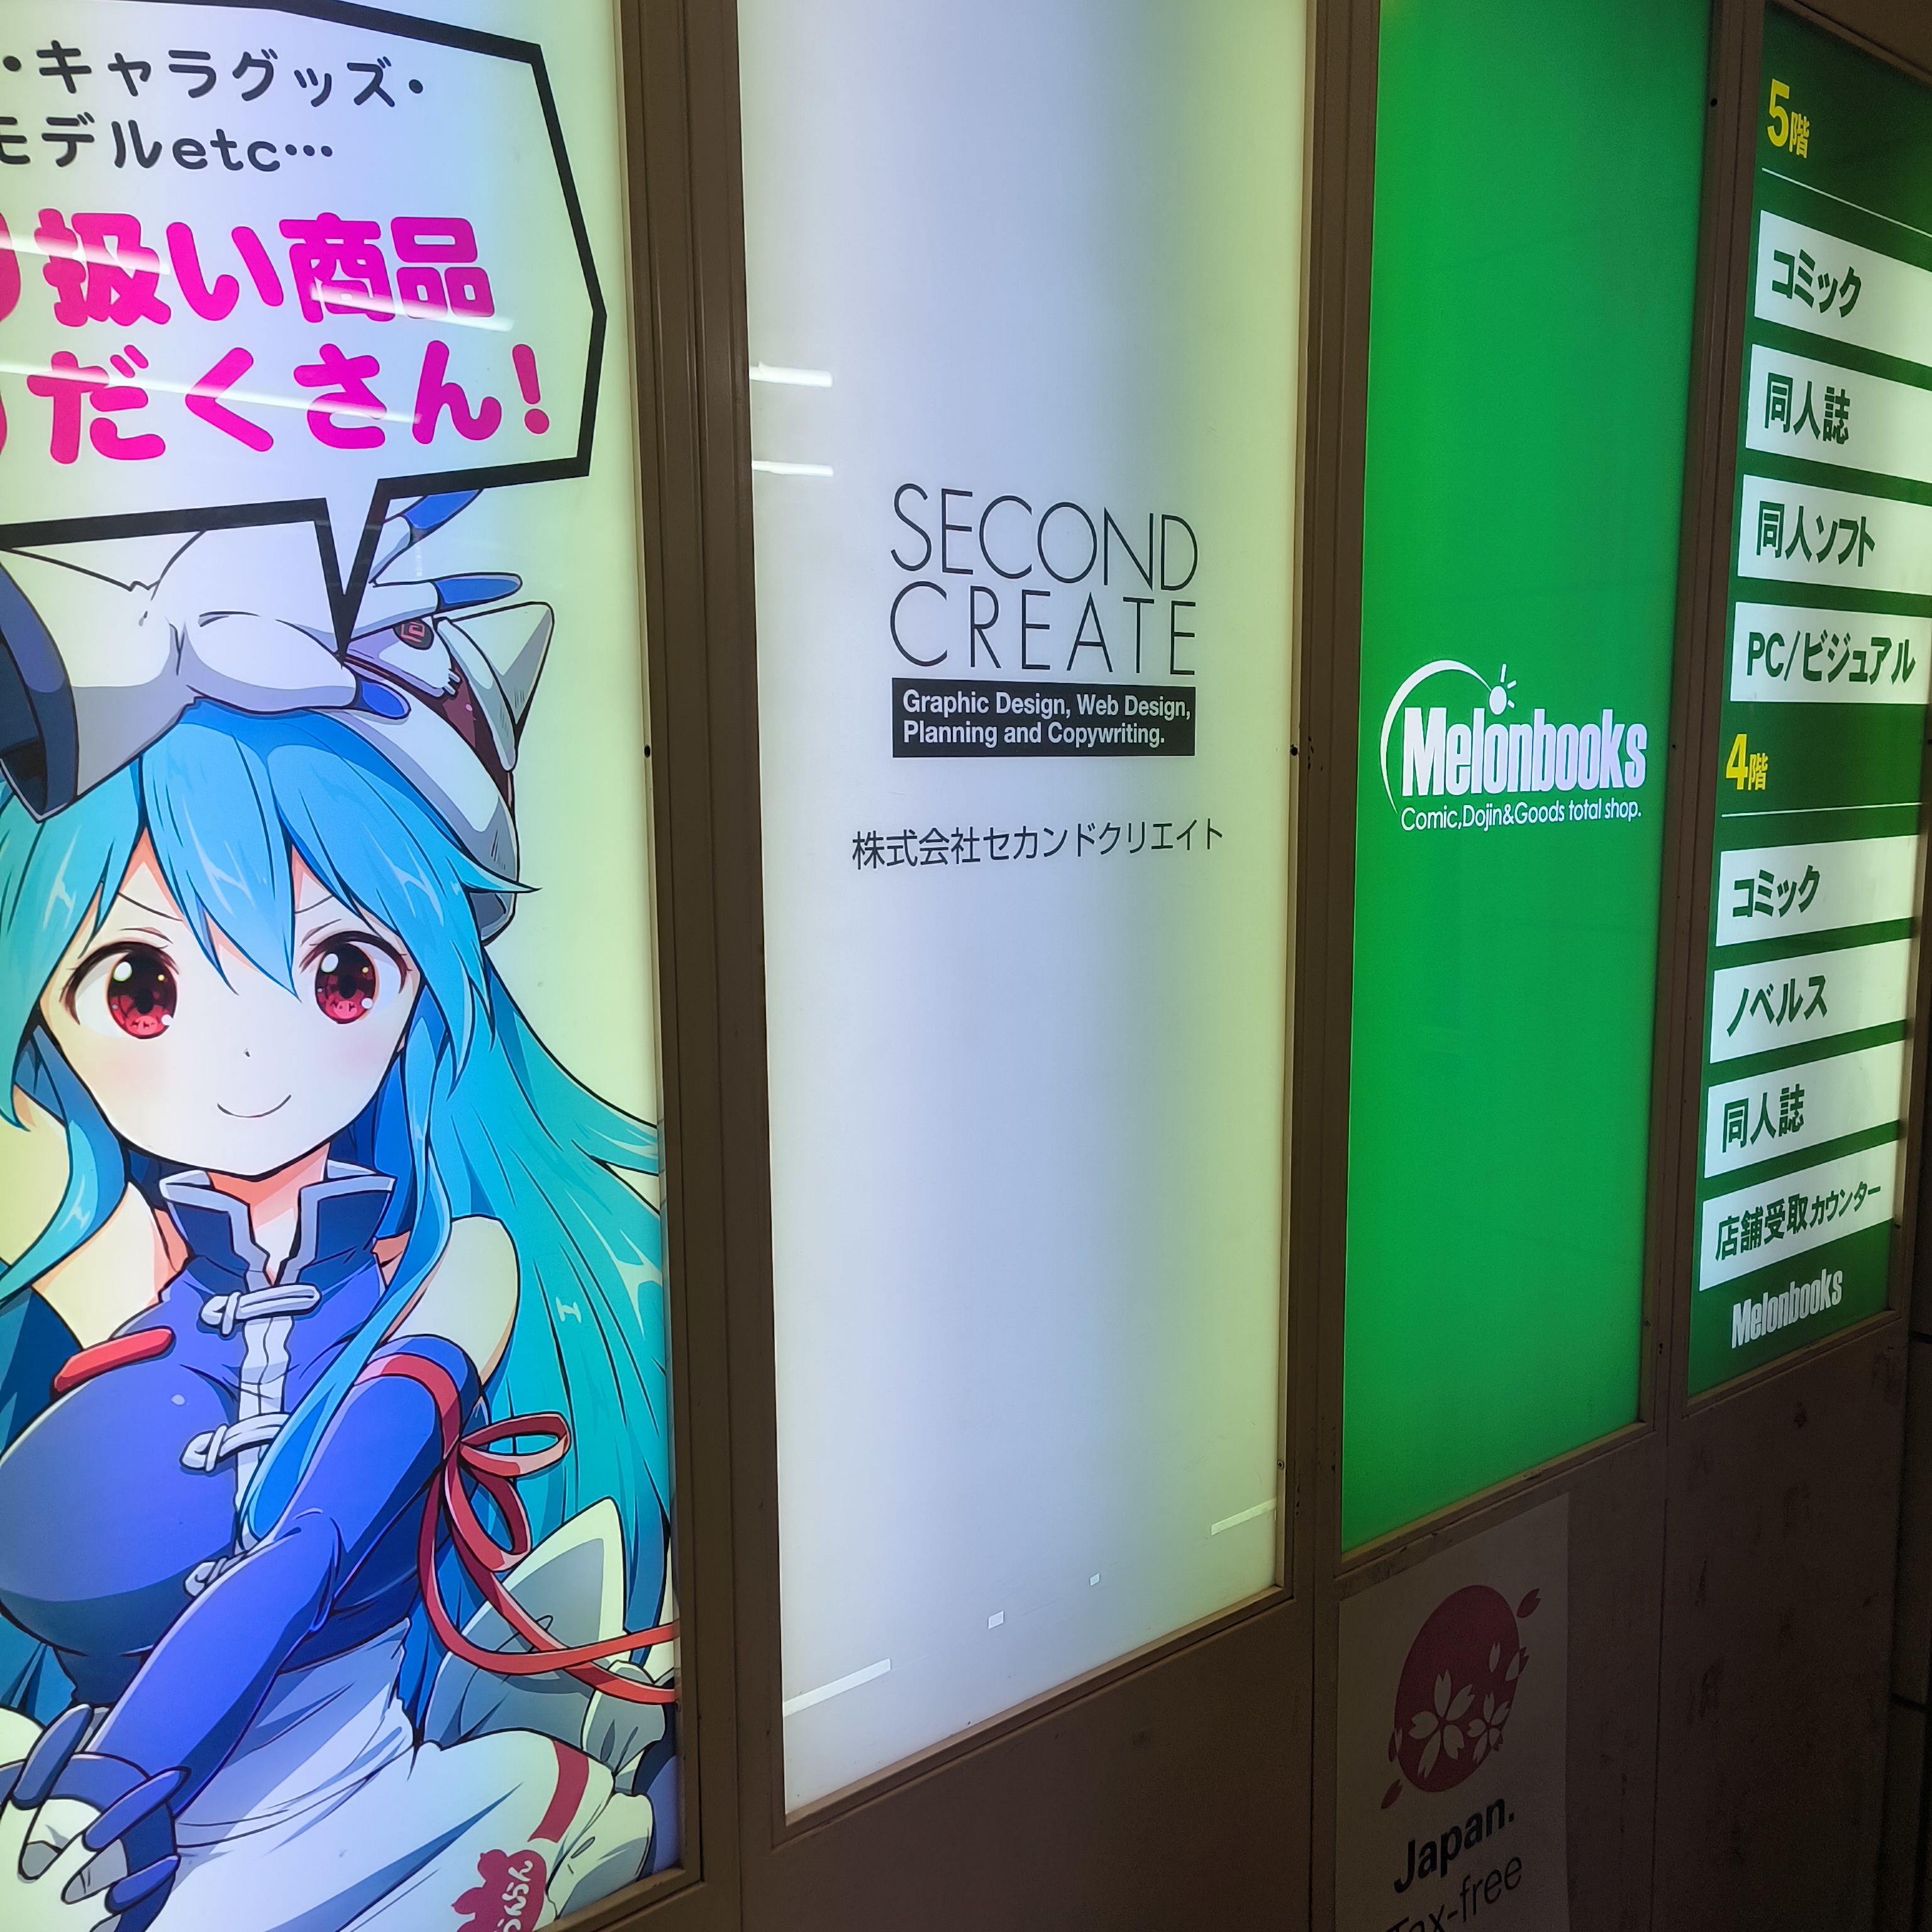 ・キャラグッズ・
モデルetc…
り扱い商品
だくさん！
SECOND
CREATE
Graphic Design, Web Design,
Planning and Copywriting.
株式会社セカンドクリエイト
Melonbooks
Comic,Dojin&Goods total shop.
5階
コミック
同人誌
同人ソフト
PC/ビジュアル
4階
コミック
ノベルス
同人誌
店舗受取カウンター
Melonbooks
Japan.
Tax-free